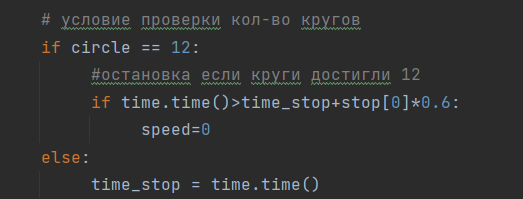 # условие проверки кол-во кругов
if circle == 12:
#остановка если круги достигли 12
if time.time()>time_stop+stop[0]*0.6:
speed=0
else:
time_stop = time.time()